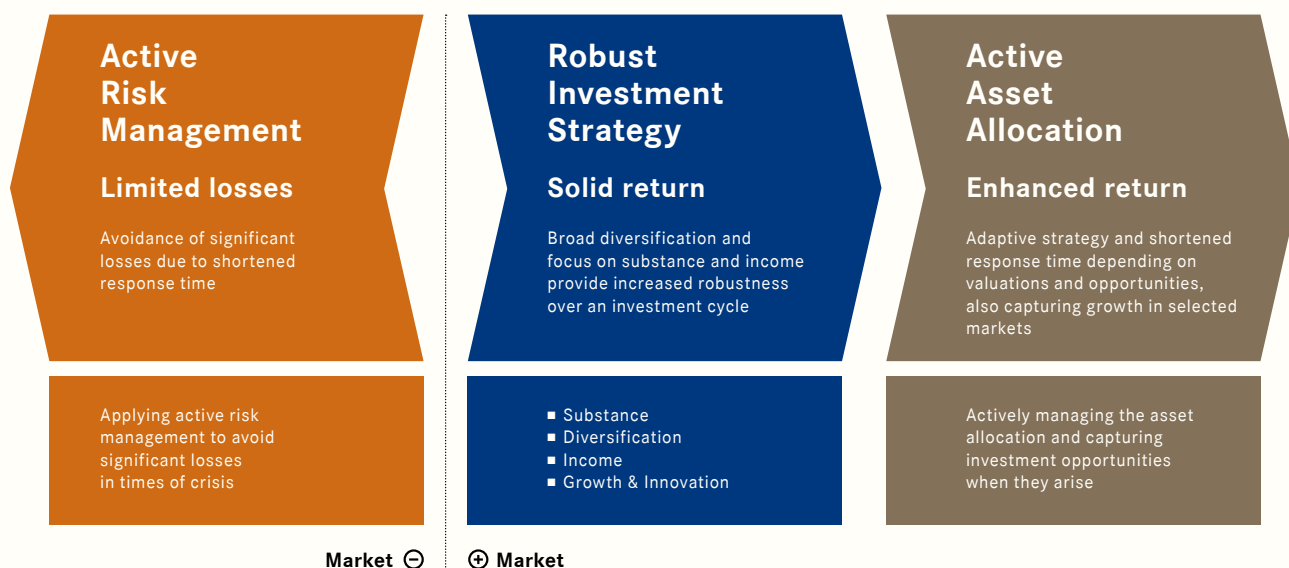 Active
Risk
Management
Limited losses
Avoidance of significant
losses due to shortened
response time
Applying active risk
management to avoid
significant losses
in times of crisis
Robust
Investment
Strategy
Solid return
Broad diversification and
focus on substance and income
provide increased robustness
over an investment cycle
■ Substance
■ Diversification
■ Income
■ Growth & Innovation
Active
Asset
Allocation
Enhanced return
Adaptive strategy and shortened
response time depending on
valuations and opportunities,
also capturing growth in selected
markets
Actively managing the asset
allocation and capturing
investment opportunities
when they arise
Market ⊖
⊕ Market